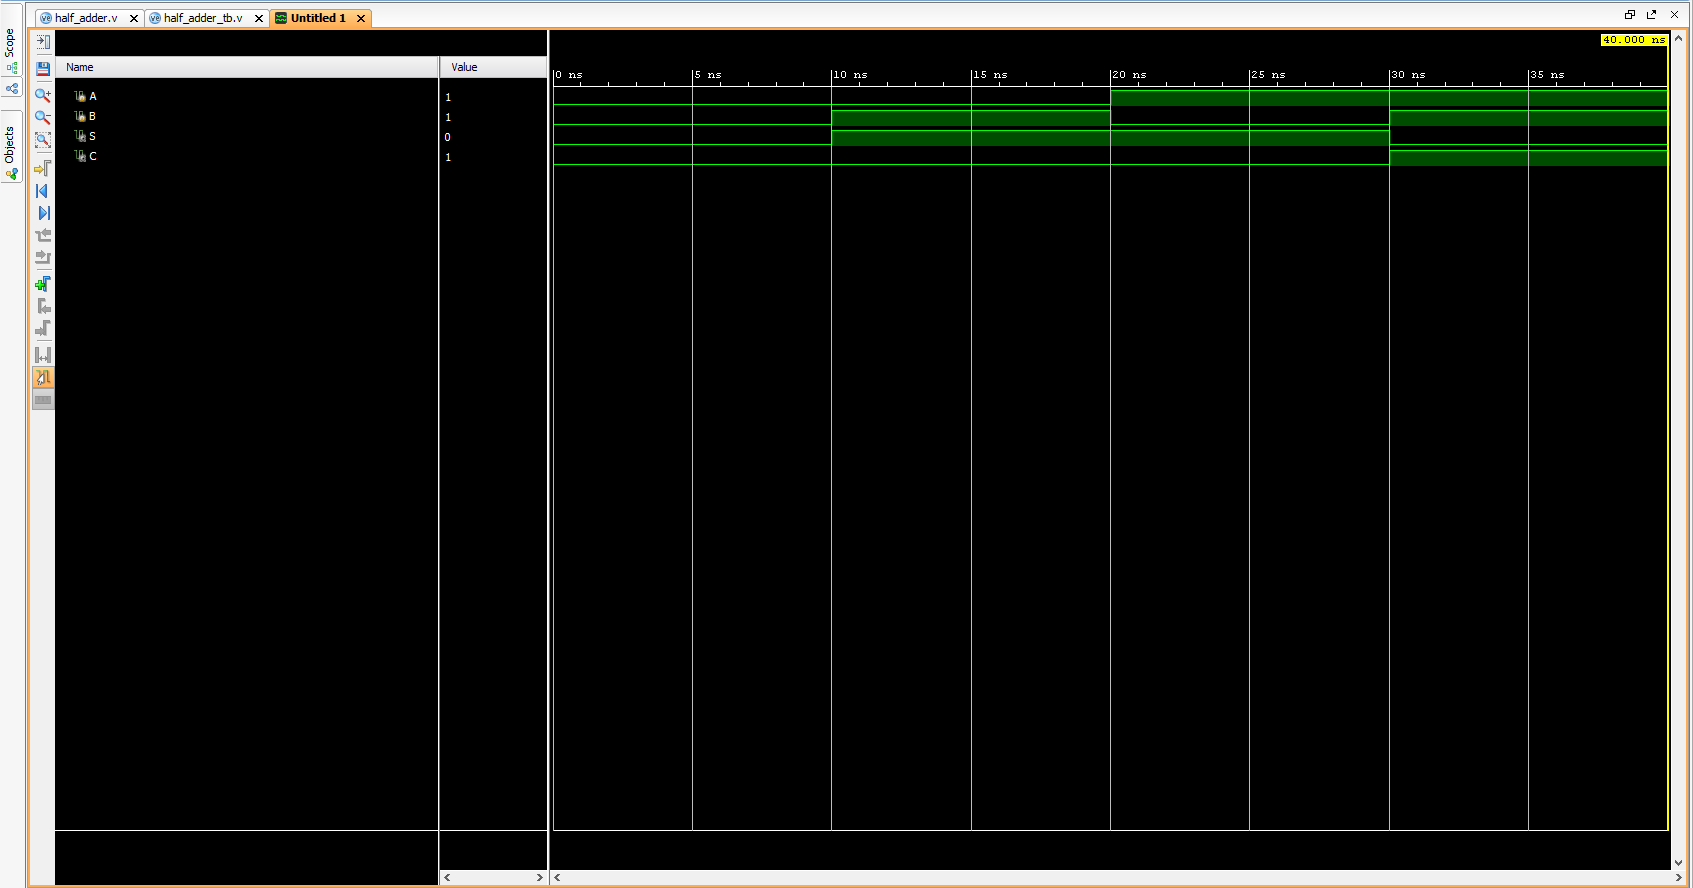 half_adder.v half_adder_tb.v Untitled 1
Scope
Objects
40.000 ns
Name Value
0 ns 5 ns 10 ns 15 ns 20 ns 25 ns 30 ns 35 ns
A 1
B 1
S 0
C 1